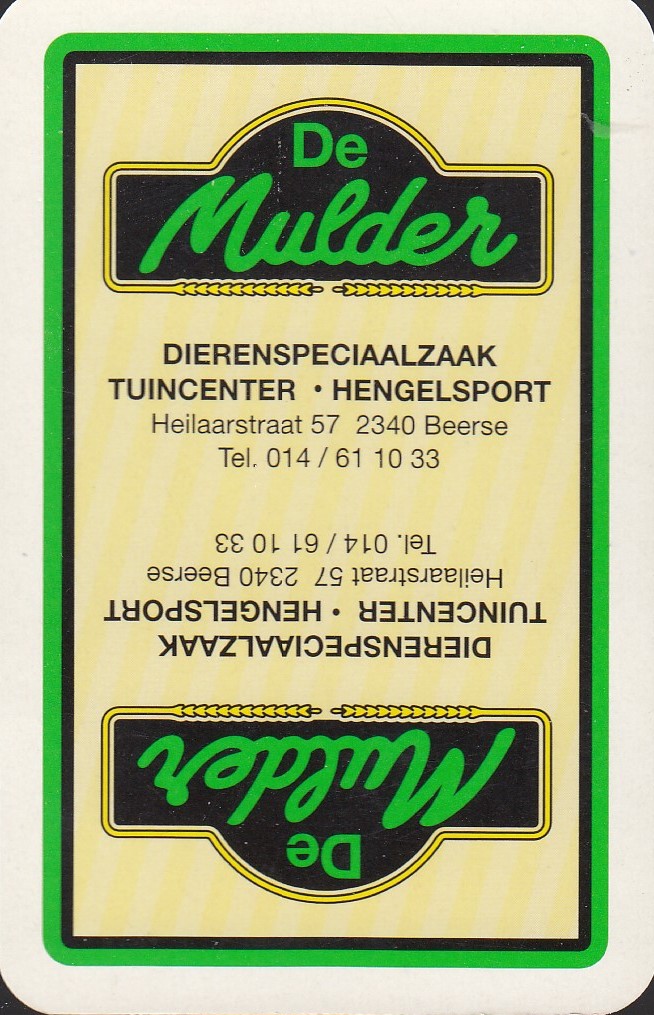 De
Mulder
DIERENSPECIAALZAAK
TUINCENTER • HENGELSPORT
Heilaarstraat 57 2340 Beerse
Tel. 014 / 61 10 33
De
Mulder
DIERENSPECIAALZAAK
TUINCENTER • HENGELSPORT
Heilaarstraat 57 2340 Beerse
Tel. 014 / 61 10 33